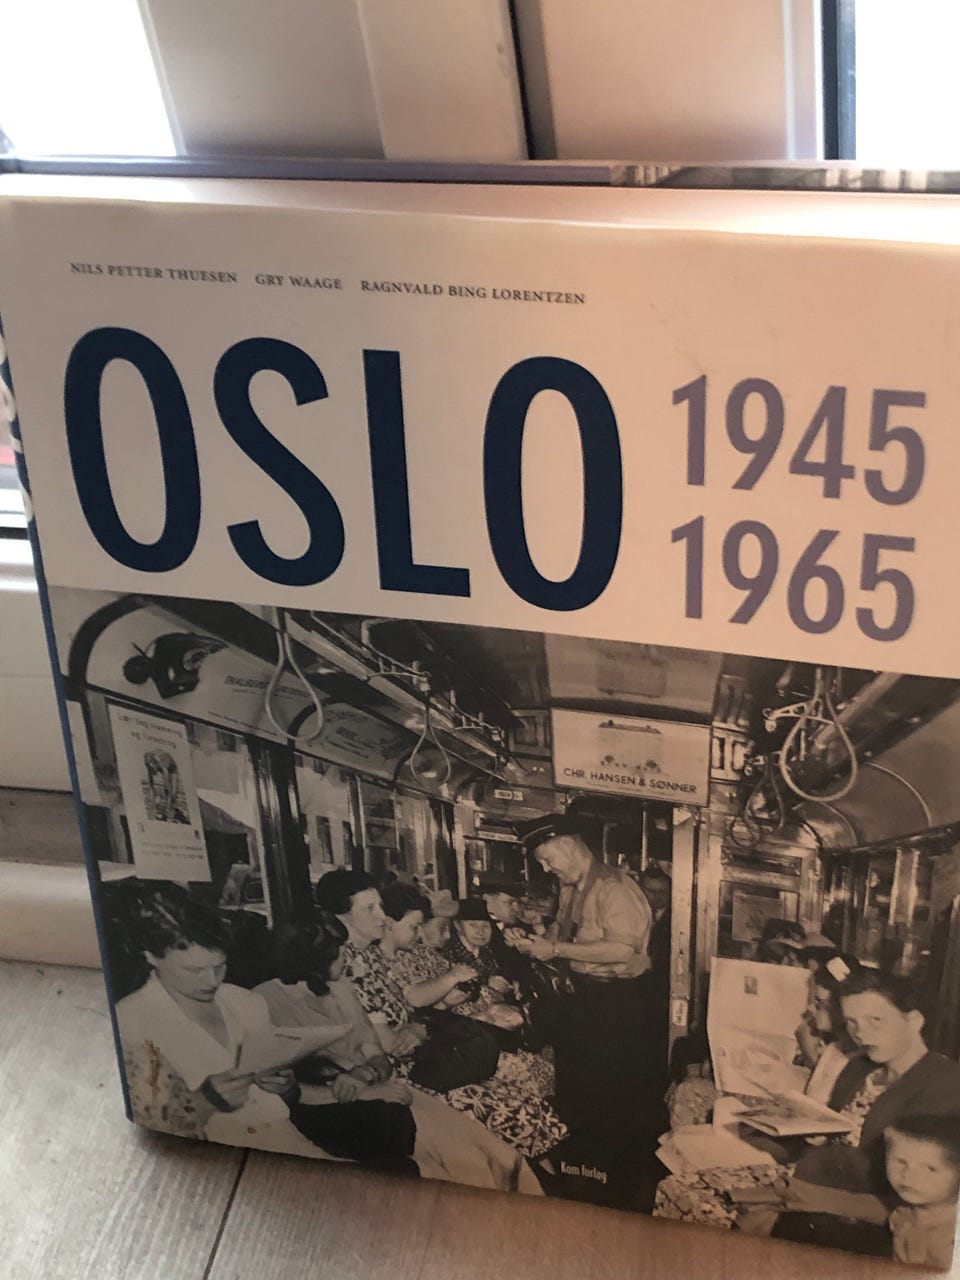 NILS PETTER THUESEN GRY WAAGE RAGNVALD BING LORENTZEN
OSLO
1945
1965
CHR. HANSEN & SØNNER
Kom forlag